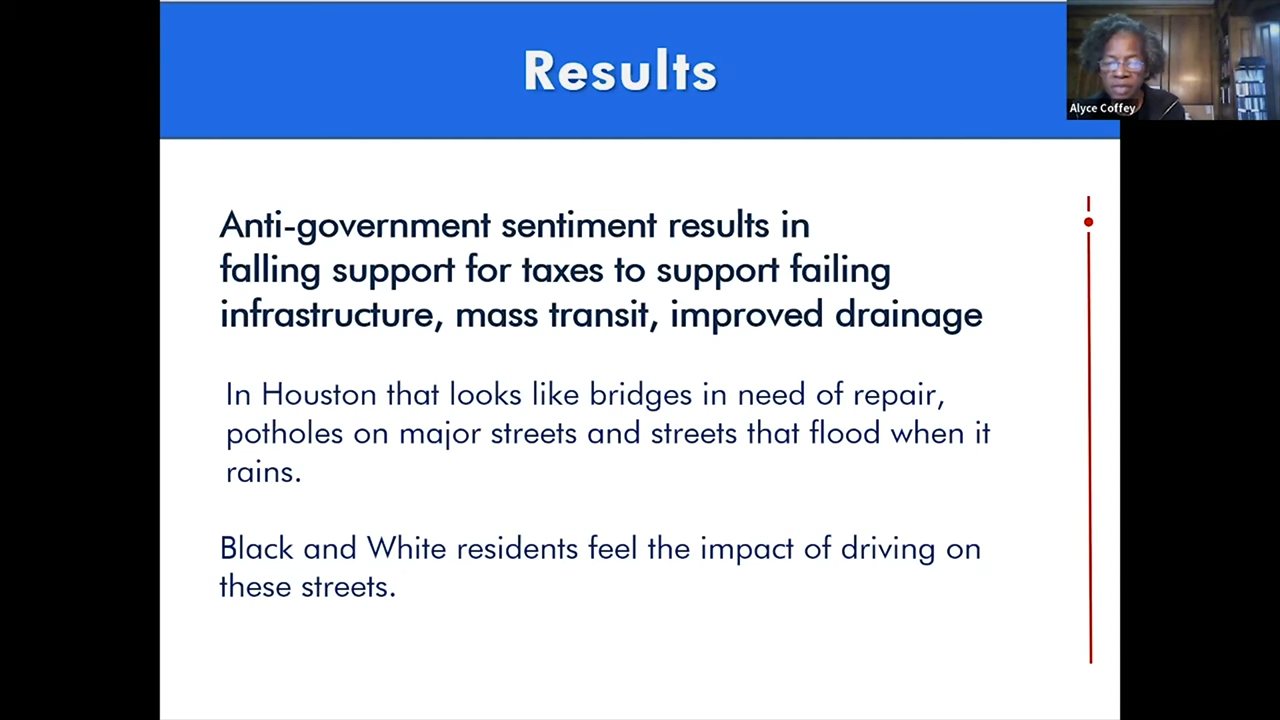 Results
Alyce Coffey
Anti-government sentiment results in
falling support for taxes to support failing
infrastructure, mass transit, improved drainage
In Houston that looks like bridges in need of repair,
potholes on major streets and streets that flood when it
rains.
Black and White residents feel the impact of driving on
these streets.